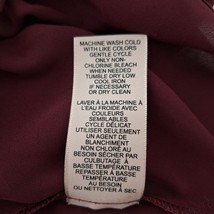 MACHINE WASH COLD
WITH LIKE COLORS
GENTLE CYCLE
ONLY NON-
CHLORINE BLEACH
WHEN NEEDED
TUMBLE DRY LOW
COOL IRON IF
NECESSARY
OR DRY CLEAN
LAVER À LA MACHINE À
L'EAU FROIDE AVEC
COULEURS
SEMBLABLES
CYCLE DÉLICAT
UTILISER SEULEMENT
UN AGENT DE
BLANCHIMENT
NON CHLORÉ AU
BESOIN SÉCHER PAR
CULBUTAGE À
BASSE TEMPÉRATURE
REPASSER À BASSE
TEMPÉRATURE
AU BESOIN
OU NETTOYER À SEC